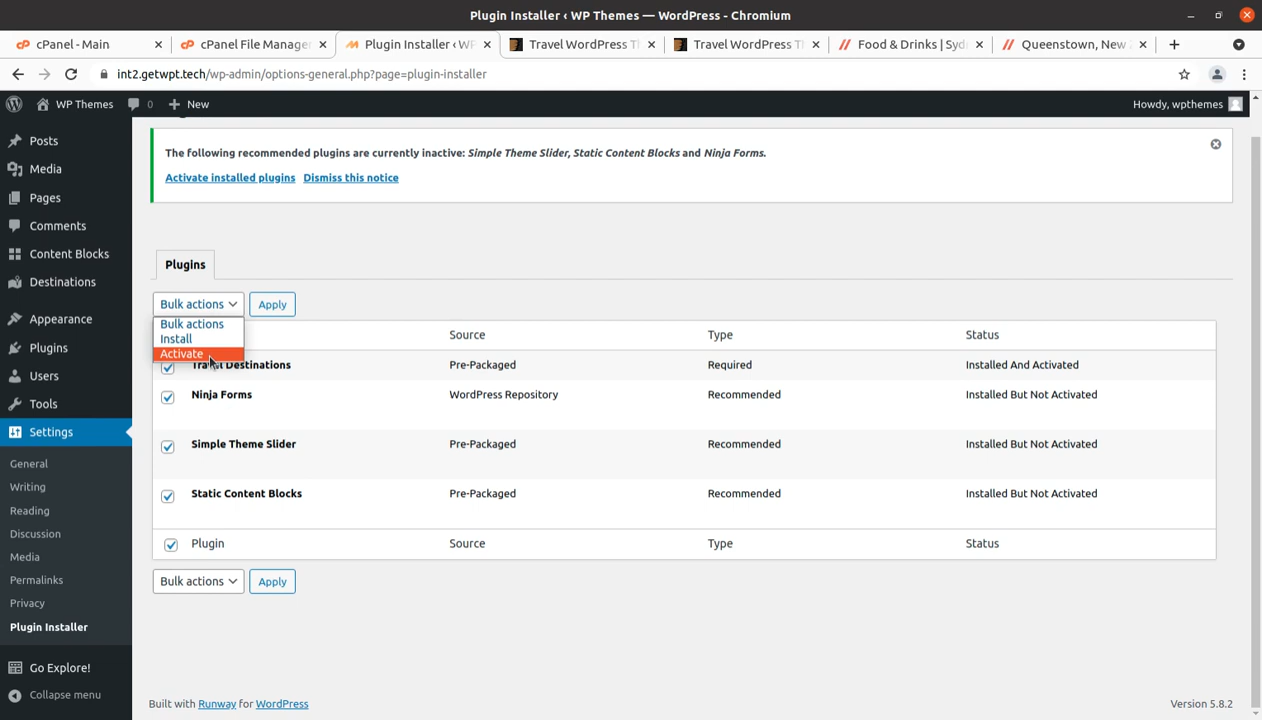 Plugin Installer ‹ WP Themes — WordPress - Chromium
cPanel - Main
cPanel File Manager
Plugin Installer ‹ WP
Travel WordPress Th
Travel WordPress Th
Food & Drinks | Syd
Queenstown, New
int2.getwpt.tech/wp-admin/options-general.php?page=plugin-installer
WP Themes
0
New
Howdy, wpthemes
Posts
Media
Pages
Comments
Content Blocks
Destinations
Appearance
Plugins
Users
Tools
Settings
General
Writing
Reading
Discussion
Media
Permalinks
Privacy
Plugin Installer
Go Explore!
Collapse menu
The following recommended plugins are currently inactive: Simple Theme Slider, Static Content Blocks and Ninja Forms.
Activate installed plugins Dismiss this notice
Plugins
Bulk actions Apply
Bulk actions
Install
Activate
Source Type Status
Travel Destinations Pre-Packaged Required Installed And Activated
Ninja Forms WordPress Repository Recommended Installed But Not Activated
Simple Theme Slider Pre-Packaged Recommended Installed But Not Activated
Static Content Blocks Pre-Packaged Recommended Installed But Not Activated
Plugin Source Type Status
Bulk actions Apply
Built with Runway for WordPress
Version 5.8.2